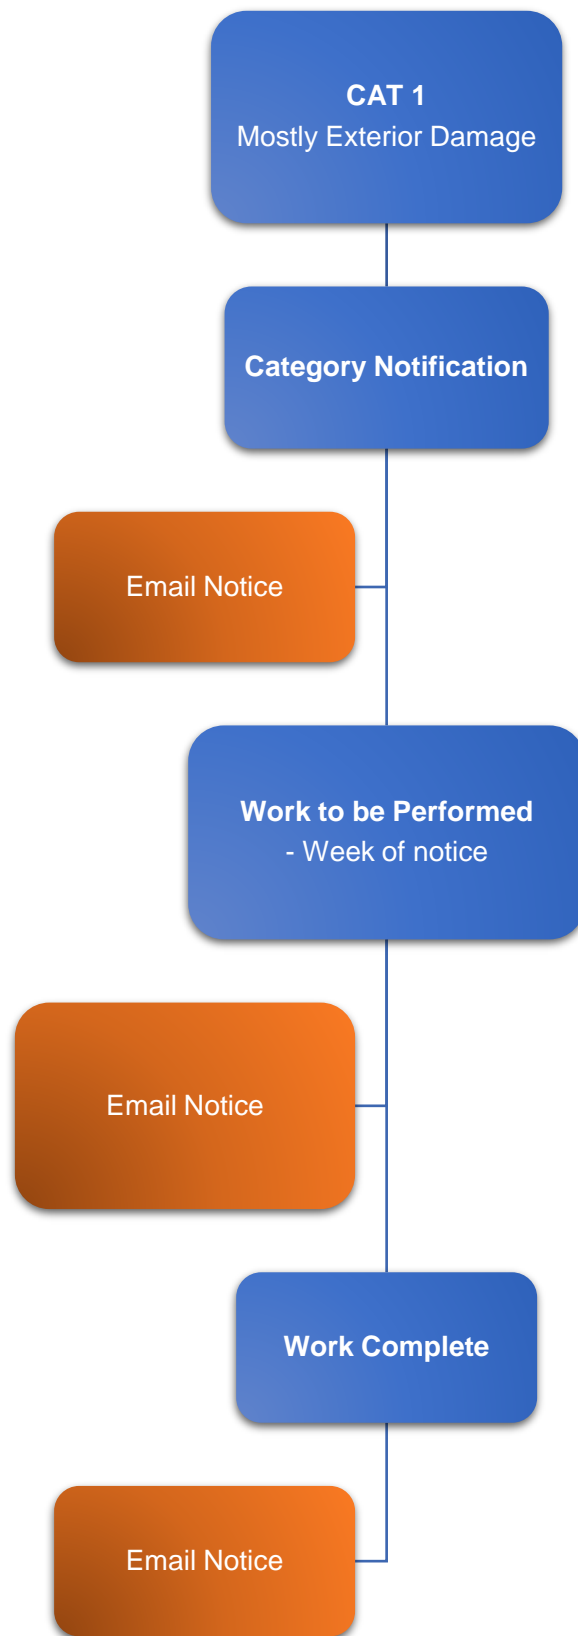 CAT 1
Mostly Exterior Damage
Category Notification
Email Notice
Work to be Performed
- Week of notice
Email Notice
Work Complete
Email Notice